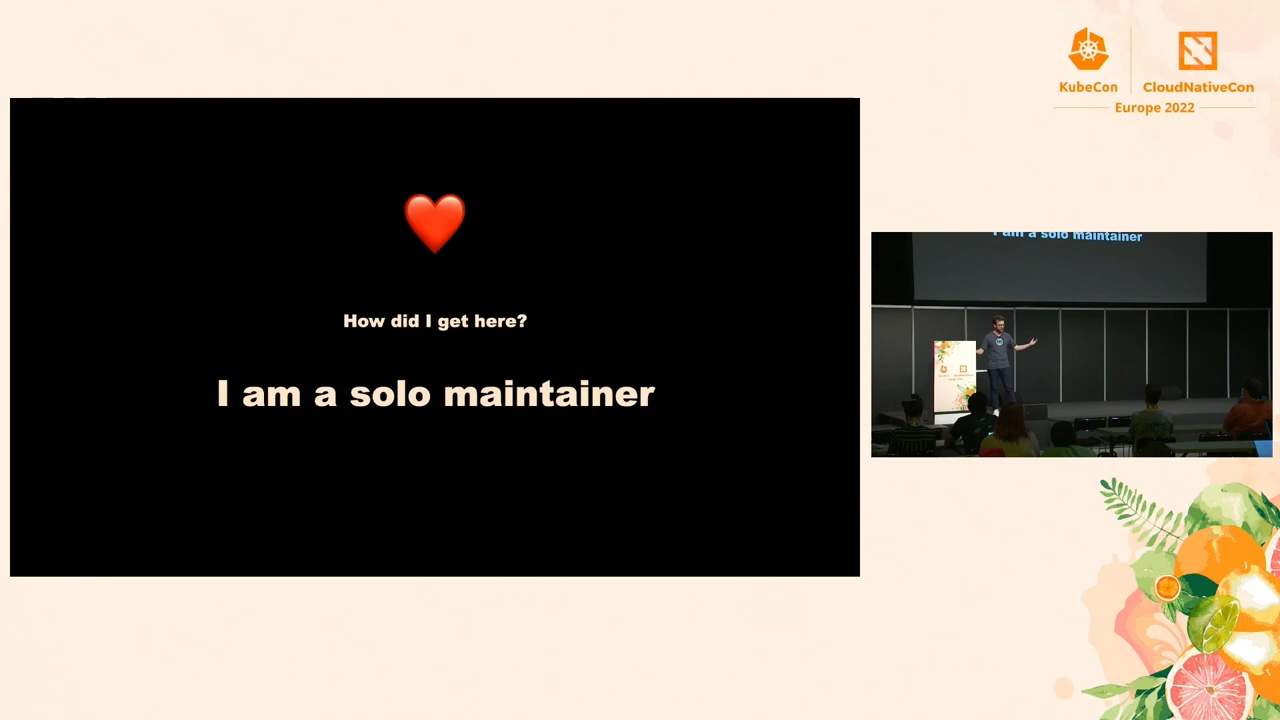 KubeCon
CloudNativeCon
Europe 2022
How did I get here?
I am a solo maintainer
I am a solo maintainer